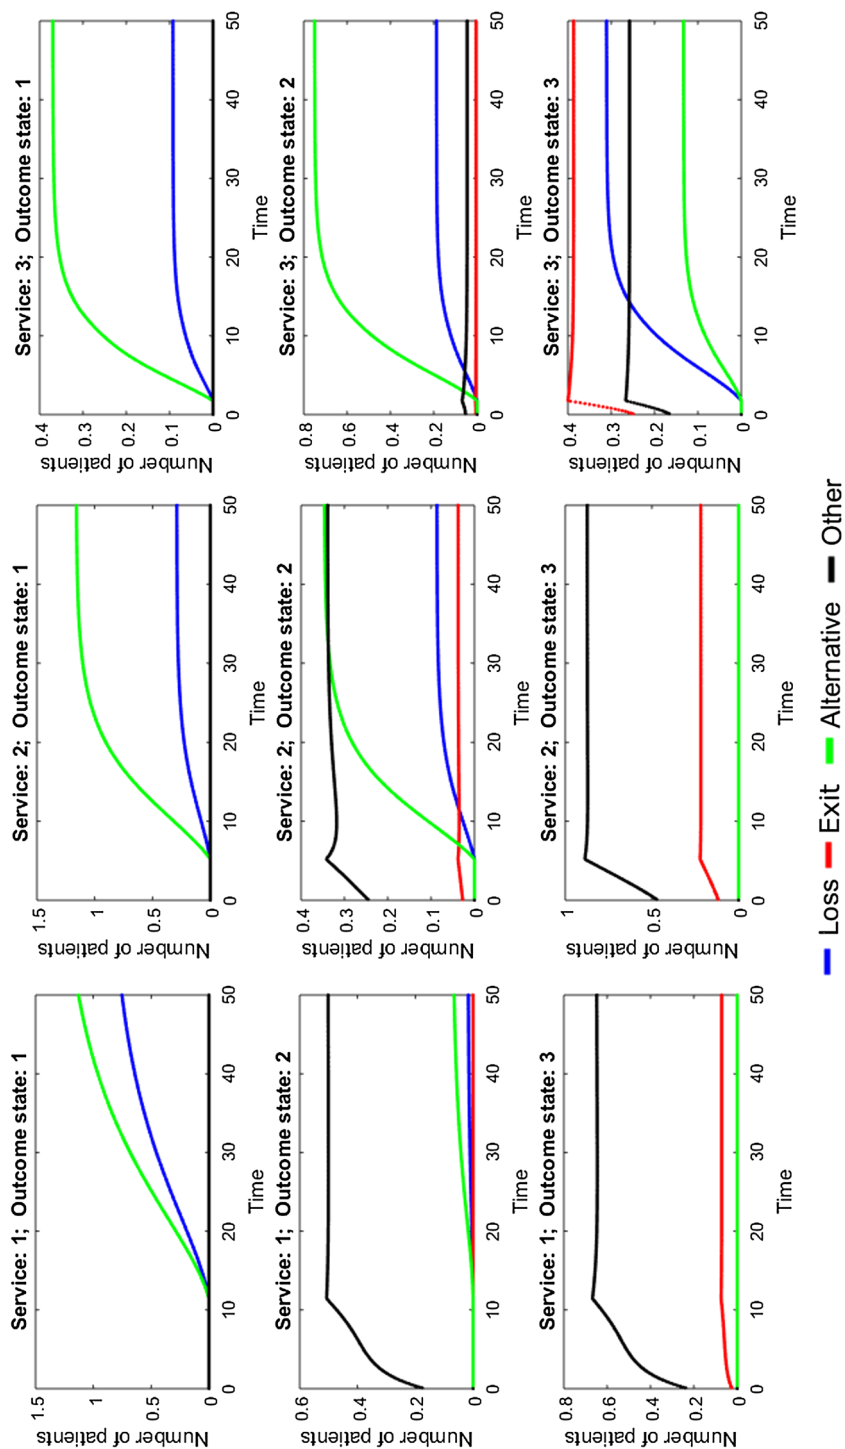 Service: 1; Outcome state: 1
Number of patients
1.5
1
0.5
0
0 10 20 30 40 50
Time
Service: 2; Outcome state: 1
Number of patients
1.5
1
0.5
0
0 10 20 30 40 50
Time
Service: 3; Outcome state: 1
Number of patients
0.4
0.3
0.2
0.1
0
0 10 20 30 40 50
Time
Service: 1; Outcome state: 2
Number of patients
0.6
0.4
0.2
0
0 10 20 30 40 50
Time
Service: 2; Outcome state: 2
Number of patients
0.4
0.3
0.2
0.1
0
0 10 20 30 40 50
Time
Service: 3; Outcome state: 2
Number of patients
0.8
0.6
0.4
0.2
0
0 10 20 30 40 50
Time
Service: 1; Outcome state: 3
Number of patients
0.8
0.6
0.4
0.2
0
0 10 20 30 40 50
Time
Service: 2; Outcome state: 3
Number of patients
1
0.5
0
0 10 20 30 40 50
Time
Service: 3; Outcome state: 3
Number of patients
0.4
0.3
0.2
0.1
0
0 10 20 30 40 50
Time
Loss Exit Alternative Other